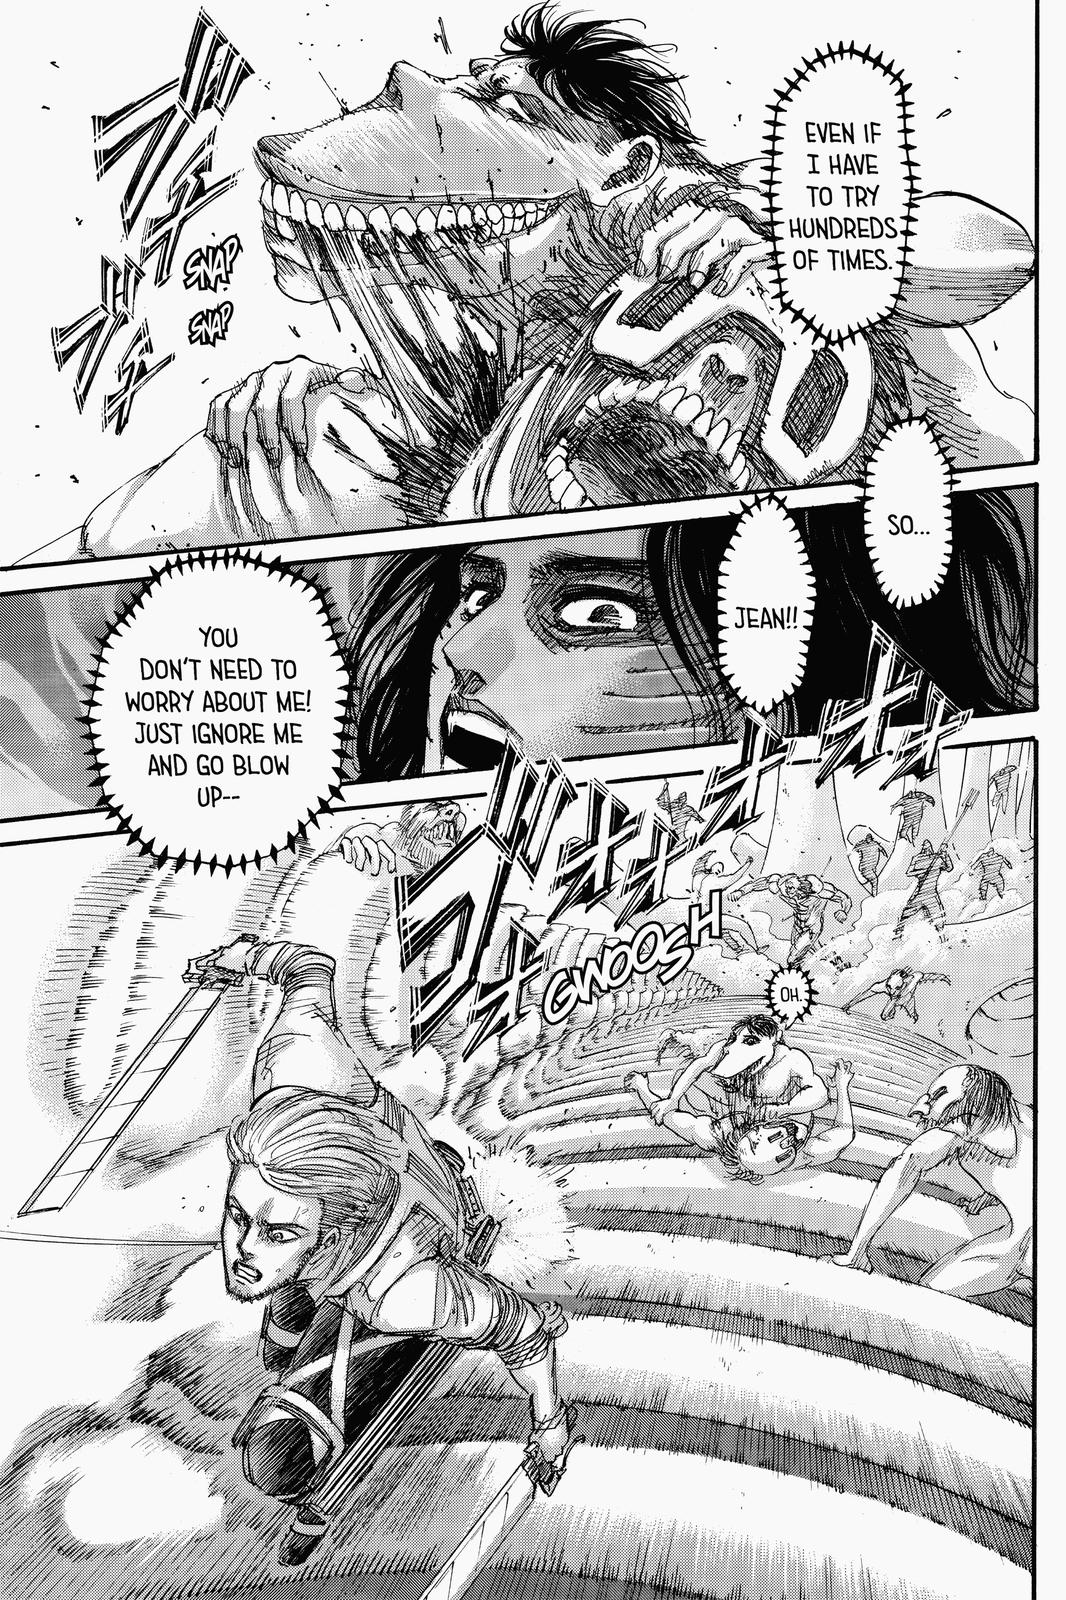 EVEN IF
I HAVE
TO TRY
HUNDREDS
OF TIMES.
SNAP
SNAP
SO...
JEAN!!
YOU
DON'T NEED TO
WORRY ABOUT ME!
JUST IGNORE ME
AND GO BLOW
UP--
GWOOSH
OH.